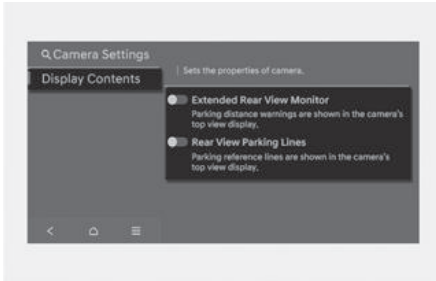 Camera Settings
Display Contents
Sets the properties of camera.
Extended Rear View Monitor
Parking distance warnings are shown in the camera's
top view display.
Rear View Parking Lines
Parking reference lines are shown in the camera's
top view display.